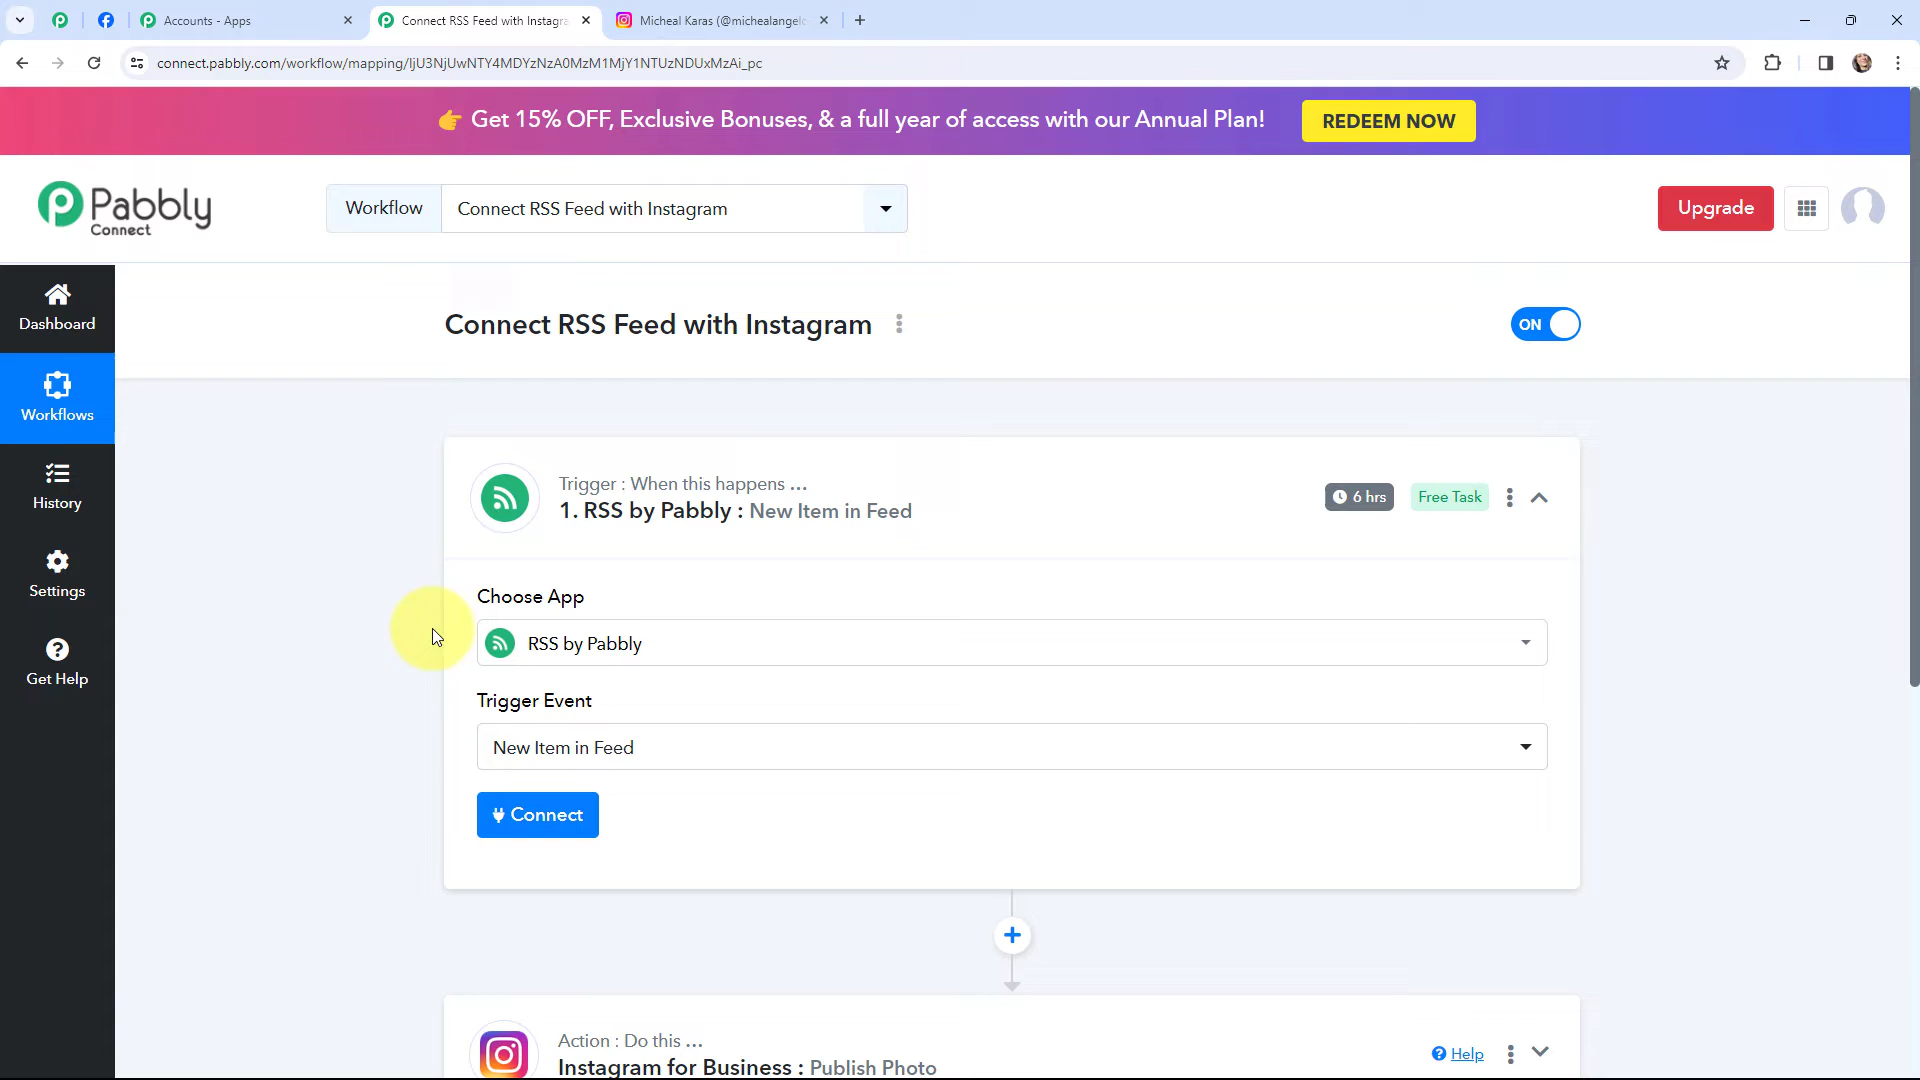 Accounts - Apps
Connect RSS Feed with Instagra
Micheal Karas (@michealangelo
connect.pabbly.com/workflow/mapping/IjU3NjUwNTY4MDYzNzA0MzM1MjY1NTUzNDUxMzAi_pc
👉 Get 15% OFF, Exclusive Bonuses, & a full year of access with our Annual Plan!
REDEEM NOW
Pabbly
Connect
Workflow
Connect RSS Feed with Instagram
Upgrade
Dashboard
Workflows
History
Settings
Get Help
Connect RSS Feed with Instagram
ON
Trigger : When this happens ...
1. RSS by Pabbly : New Item in Feed
6 hrs
Free Task
Choose App
RSS by Pabbly
Trigger Event
New Item in Feed
Connect
Action : Do this ...
Instagram for Business : Publish Photo
Help